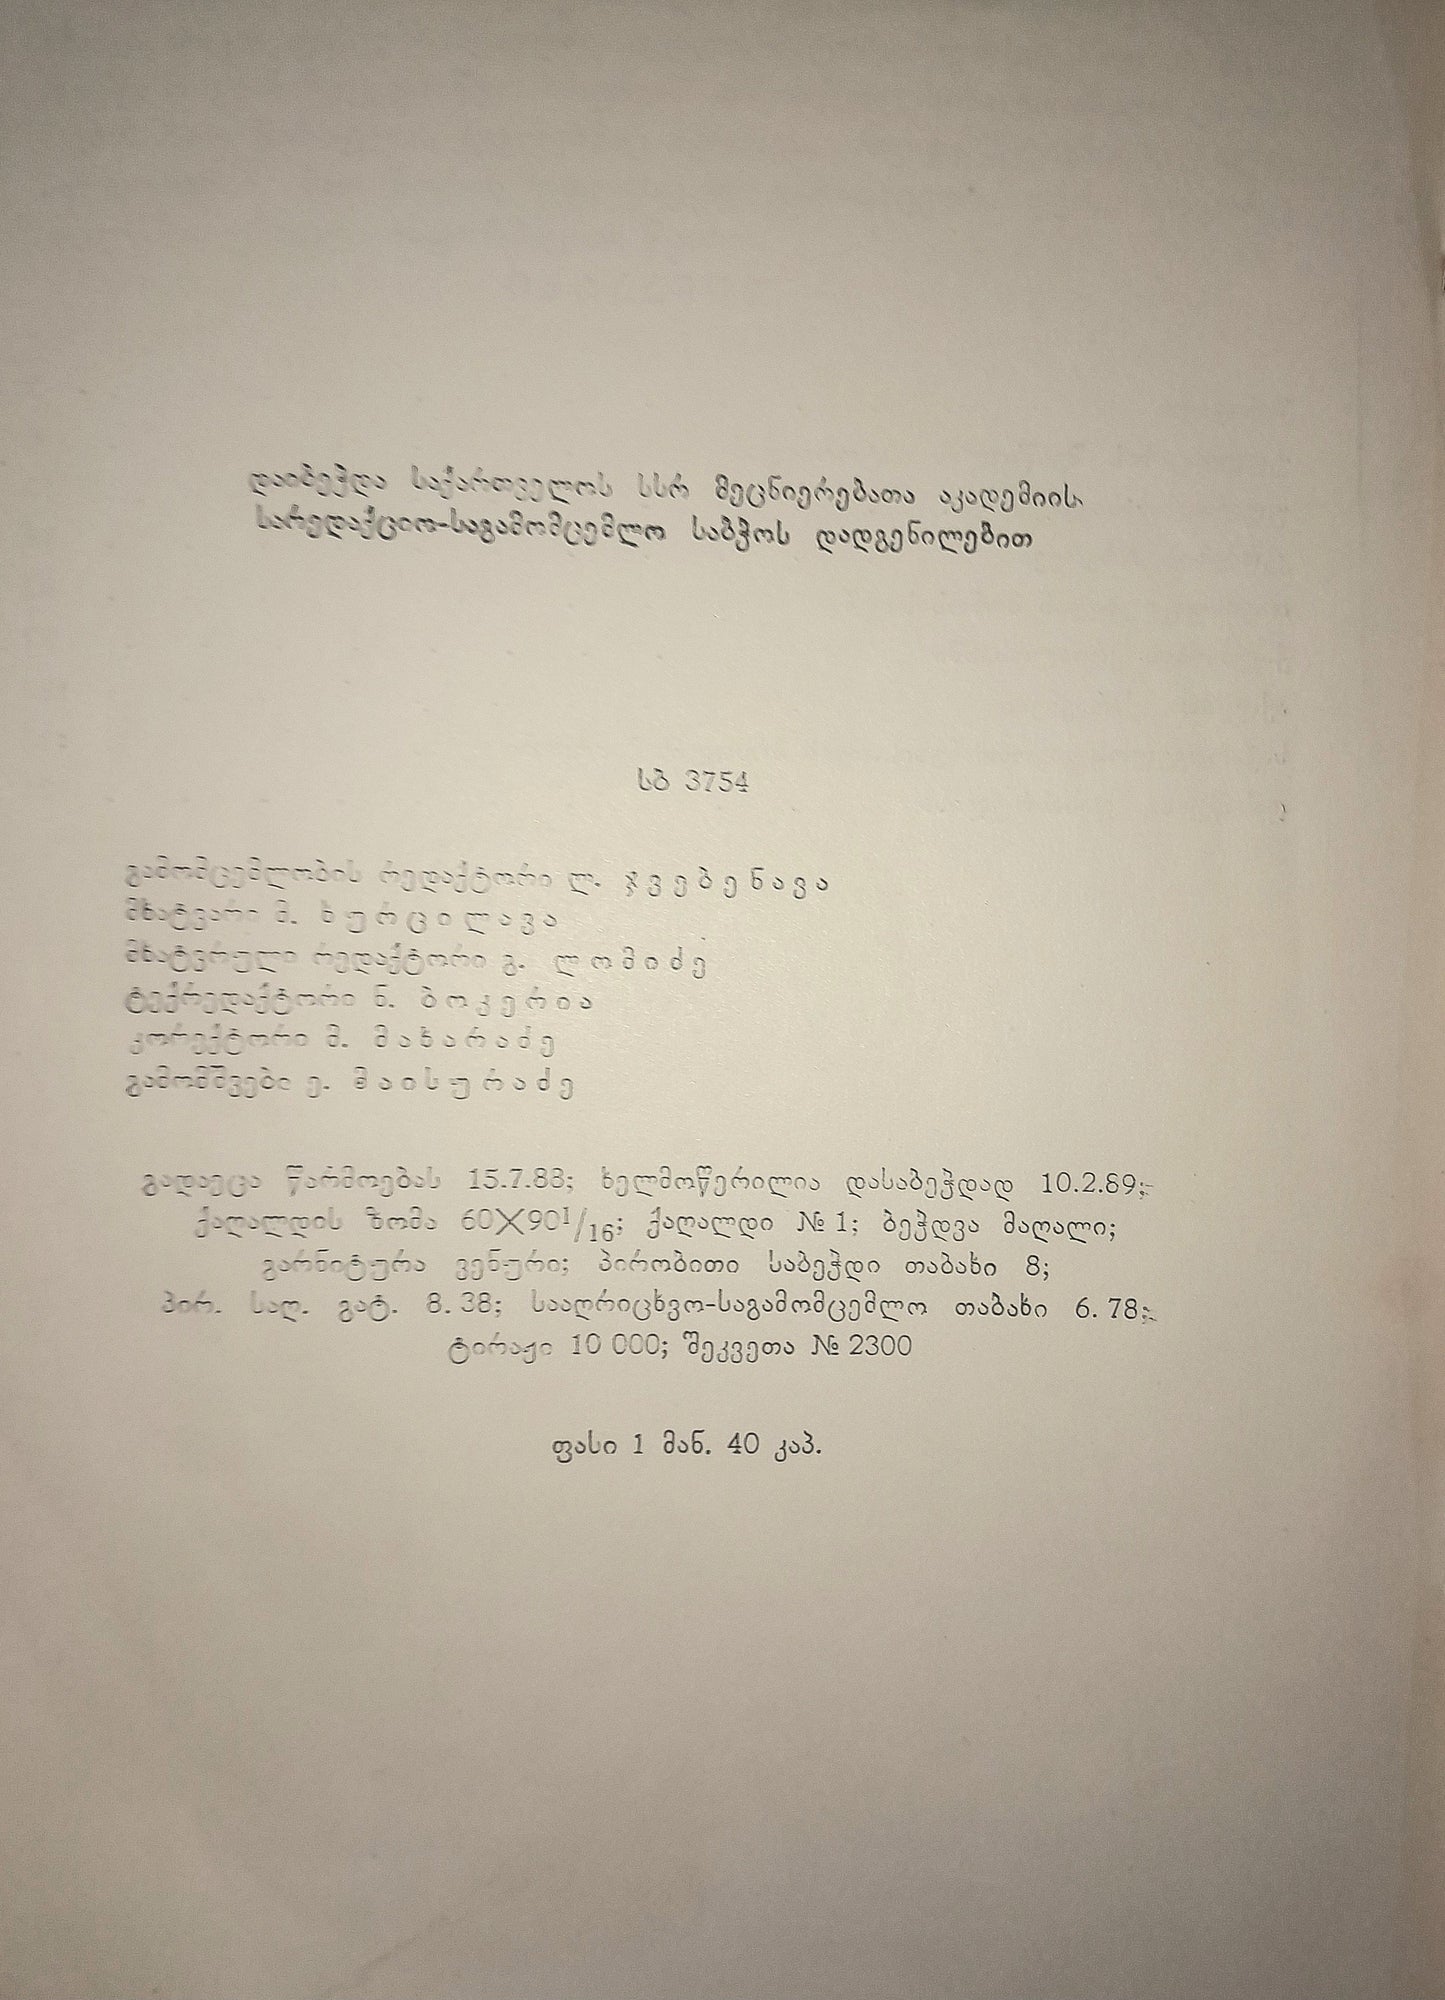 დაიბეჭდა საქართველოს სსრ მეცნიერებათა აკადემიის
სარედაქციო-საგამომცემლო საბჭოს დადგენილებით
სბ 3754
გამომცემლობის რედაქტორი ლ. ჯვებენავა
მხატვარი მ. ხურცილავა
მხატვრული რედაქტორი გ. ლომიძე
ტექრედაქტორი ნ. ბოკერია
კორექტორი მ. მახარაძე
გამომშვები ე. მაისურაძე
გადაეცა წარმოებას 15.7.88; ხელმოწერილია დასაბეჭდად 10.2.89;
ქაღალდის ზომა 60×90¹/₁₆; ქაღალდი № 1; ბეჭდვა მაღალი;
გარნიტურა ვენური; პირობითი საბეჭდი თაბახი 8;
პირ. საღ. გატ. 8.38; სააღრიცხვო-საგამომცემლო თაბახი 6.78;
ტირაჟი 10 000; შეკვეთა № 2300
ფასი 1 მან. 40 კაპ.